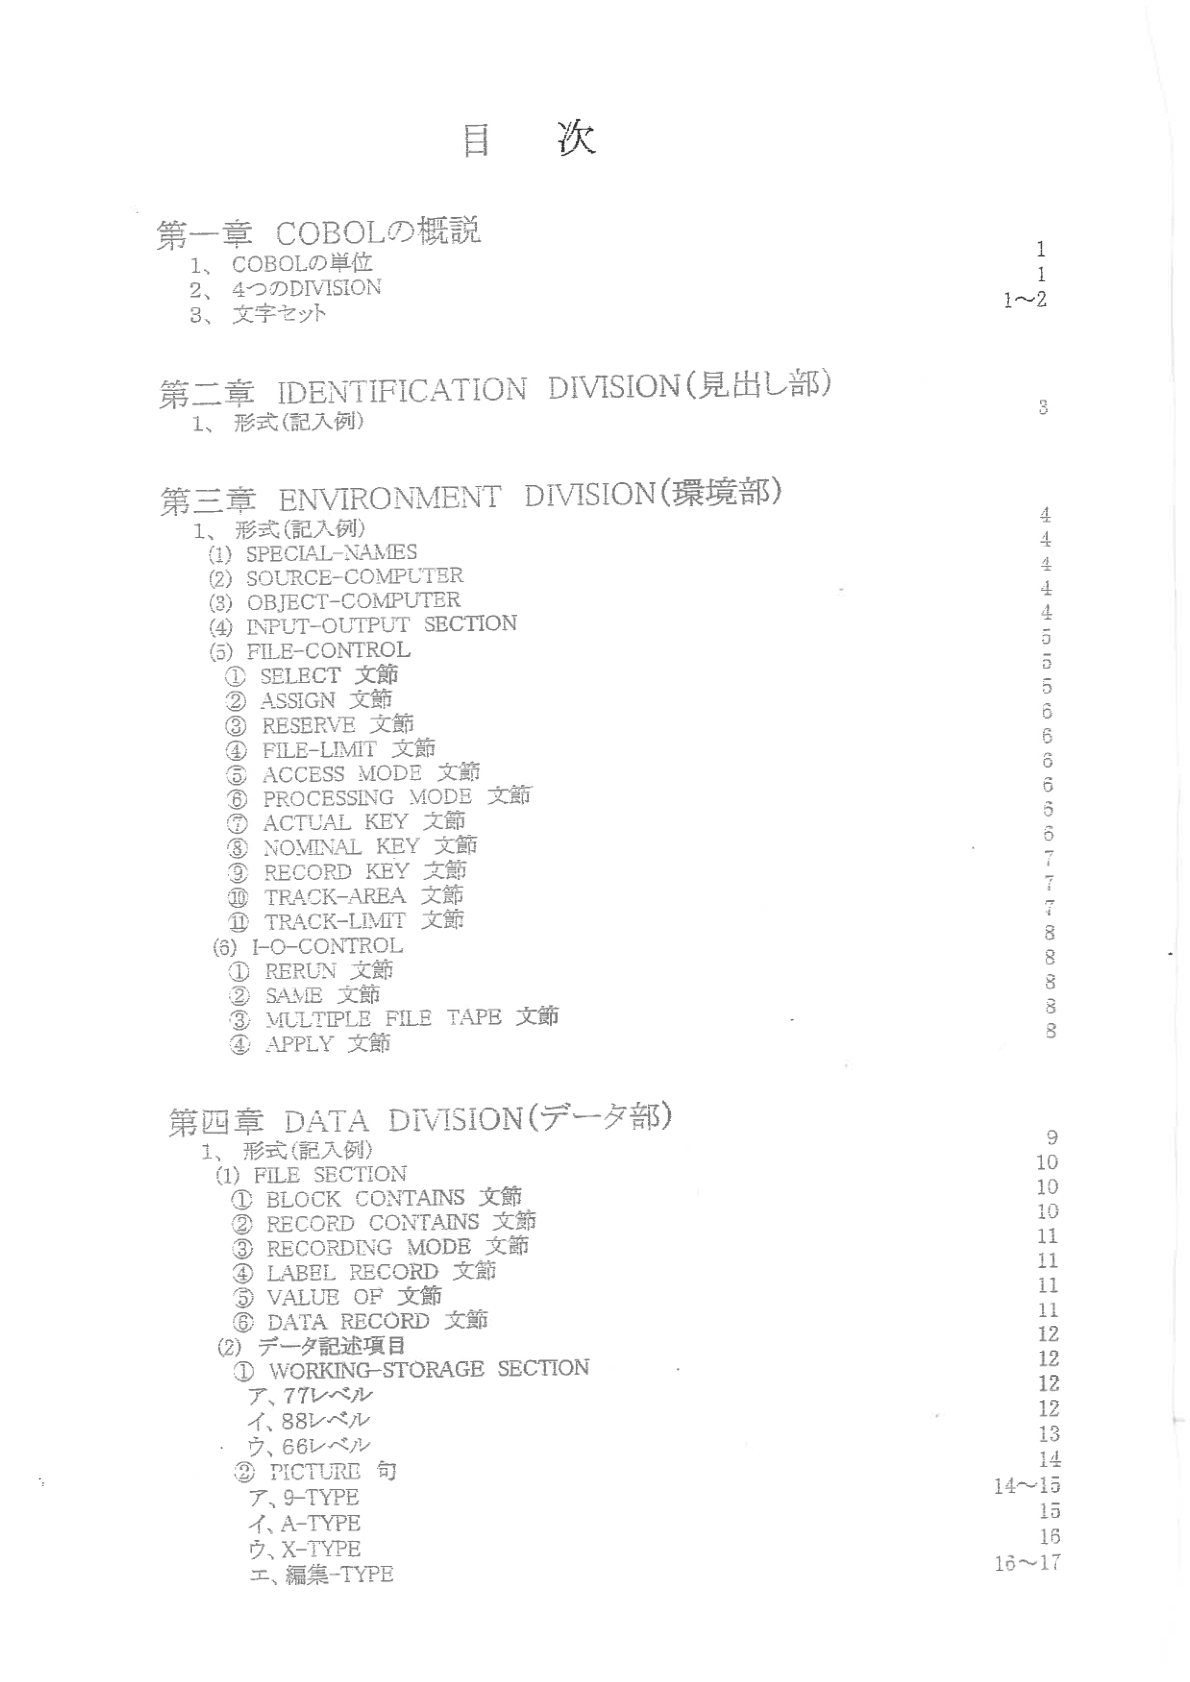 目 次
第一章 COBOLの概説
1、 COBOLの単位 1
2、 4つのDIVISION 1
3、 文字セット 1～2
第二章 IDENTIFICATION DIVISION(見出し部)
1、 形式(記入例) 3
第三章 ENVIRONMENT DIVISION(環境部)
1、 形式(記入例) 4
(1) SPECIAL-NAMES 4
(2) SOURCE-COMPUTER 4
(3) OBJECT-COMPUTER 4
(4) INPUT-OUTPUT SECTION 4
(5) FILE-CONTROL 5
① SELECT 文節 5
② ASSIGN 文節 5
③ RESERVE 文節 6
④ FILE-LIMIT 文節 6
⑤ ACCESS MODE 文節 6
⑥ PROCESSING MODE 文節 6
⑦ ACTUAL KEY 文節 6
⑧ NOMINAL KEY 文節 6
⑨ RECORD KEY 文節 7
⑩ TRACK-AREA 文節 7
⑪ TRACK-LIMIT 文節 7
(6) I-O-CONTROL 8
① RERUN 文節 8
② SAME 文節 8
③ MULTIPLE FILE TAPE 文節 8
④ APPLY 文節 8
第四章 DATA DIVISION(データ部)
1、 形式(記入例) 9
(1) FILE SECTION 10
① BLOCK CONTAINS 文節 10
② RECORD CONTAINS 文節 10
③ RECORDING MODE 文節 11
④ LABEL RECORD 文節 11
⑤ VALUE OF 文節 11
⑥ DATA RECORD 文節 11
(2) データ記述項目 12
① WORKING-STORAGE SECTION 12
ア、77レベル 12
イ、88レベル 12
ウ、66レベル 13
② PICTURE 句 14
ア、9-TYPE 14～15
イ、A-TYPE 15
ウ、X-TYPE 16
エ、編集-TYPE 16～17